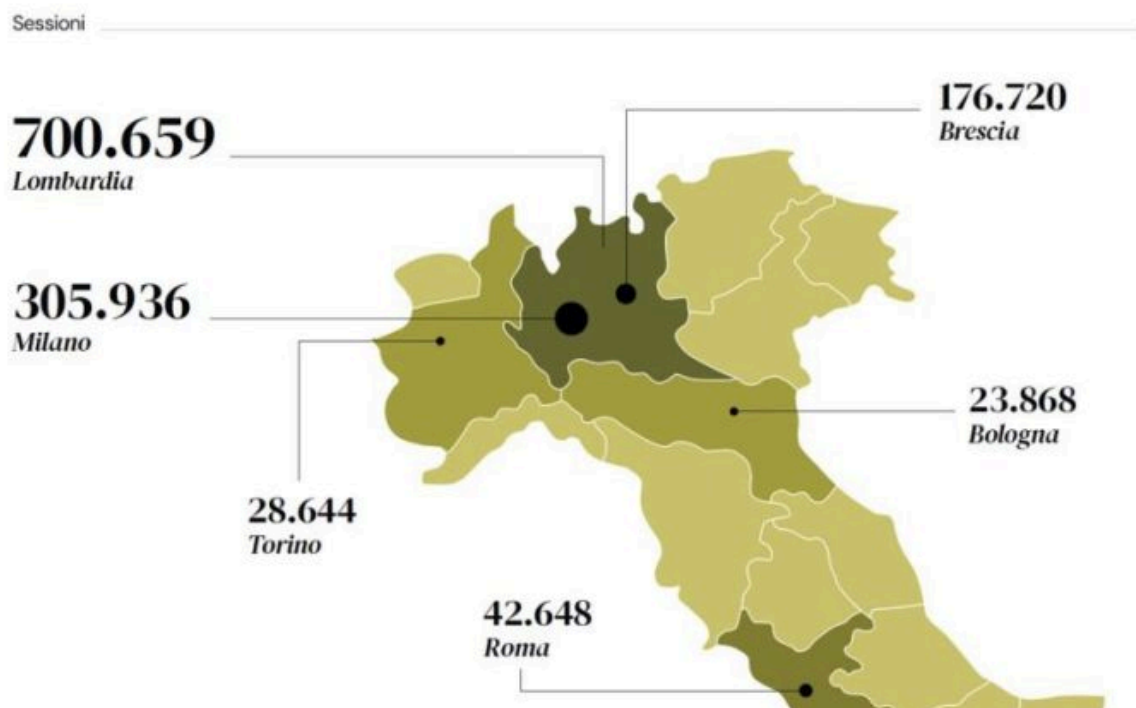 Sessioni
700.659
Lombardia
176.720
Brescia
305.936
Milano
23.868
Bologna
28.644
Torino
42.648
Roma